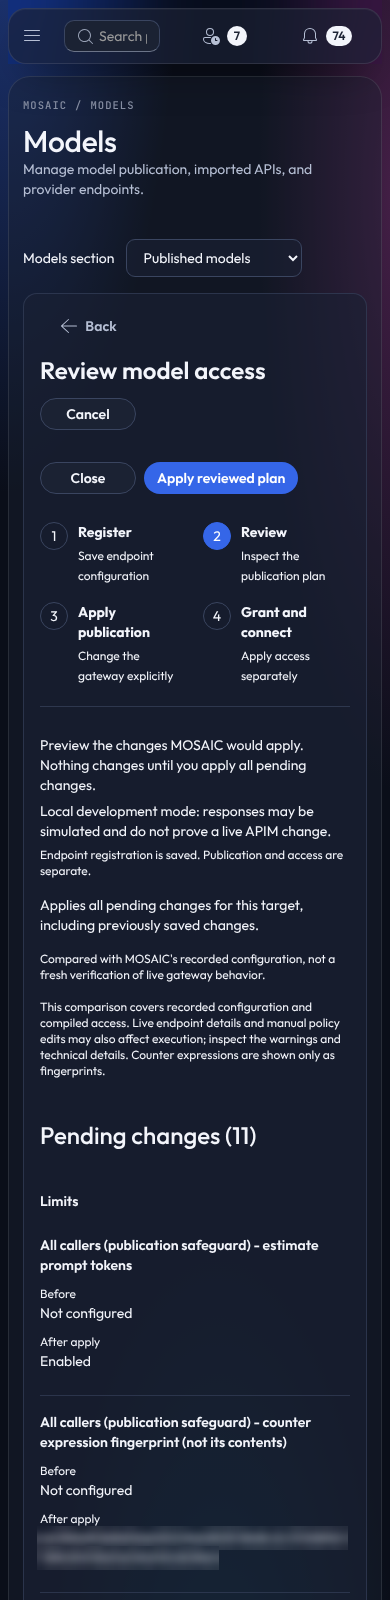 Search
7
74
MOSAIC / MODELS
Models
Manage model publication, imported APIs, and
provider endpoints.
Models section
Published models
Back
Review model access
Cancel
Close
Apply reviewed plan
1
Register
Save endpoint
configuration
2
Review
Inspect the
publication plan
3
Apply
publication
Change the
gateway explicitly
4
Grant and
connect
Apply access
separately
Preview the changes MOSAIC would apply.
Nothing changes until you apply all pending
changes.
Local development mode: responses may be
simulated and do not prove a live APIM change.
Endpoint registration is saved. Publication and access are
separate.
Applies all pending changes for this target,
including previously saved changes.
Compared with MOSAIC's recorded configuration, not a
fresh verification of live gateway behavior.
This comparison covers recorded configuration and
compiled access. Live endpoint details and manual policy
edits may also affect execution; inspect the warnings and
technical details. Counter expressions are shown only as
fingerprints.
Pending changes (11)
Limits
All callers (publication safeguard) - estimate
prompt tokens
Before
Not configured
After apply
Enabled
All callers (publication safeguard) - counter
expression fingerprint (not its contents)
Before
Not configured
After apply